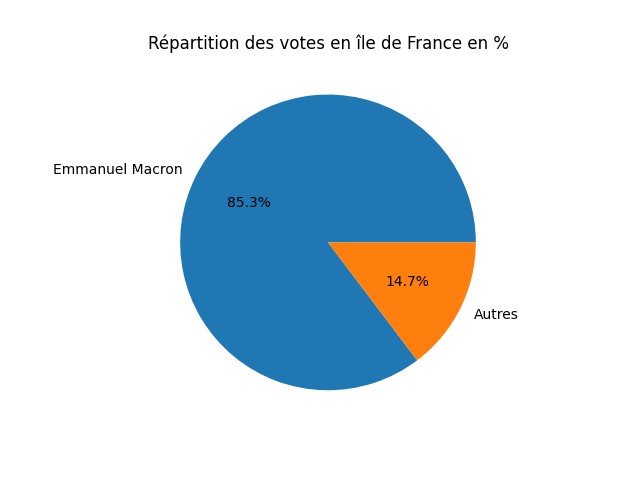 Répartition des votes en île de France en %
Emmanuel Macron
85.3%
14.7%
Autres